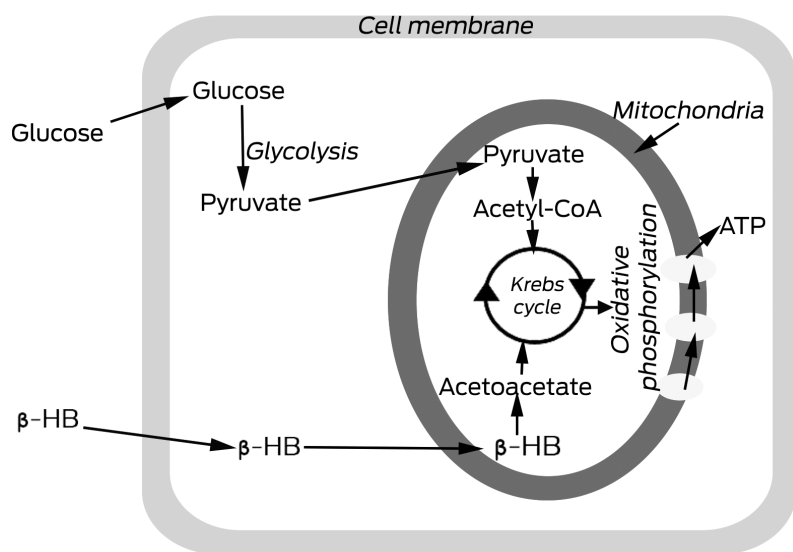 Cell membrane
Glucose
Glucose
Glycolysis
Pyruvate
Mitochondria
Pyruvate
Acetyl-CoA
Krebs
cycle
Oxidative
phosphorylation
ATP
Acetoacetate
β-HB
β-HB
β-HB